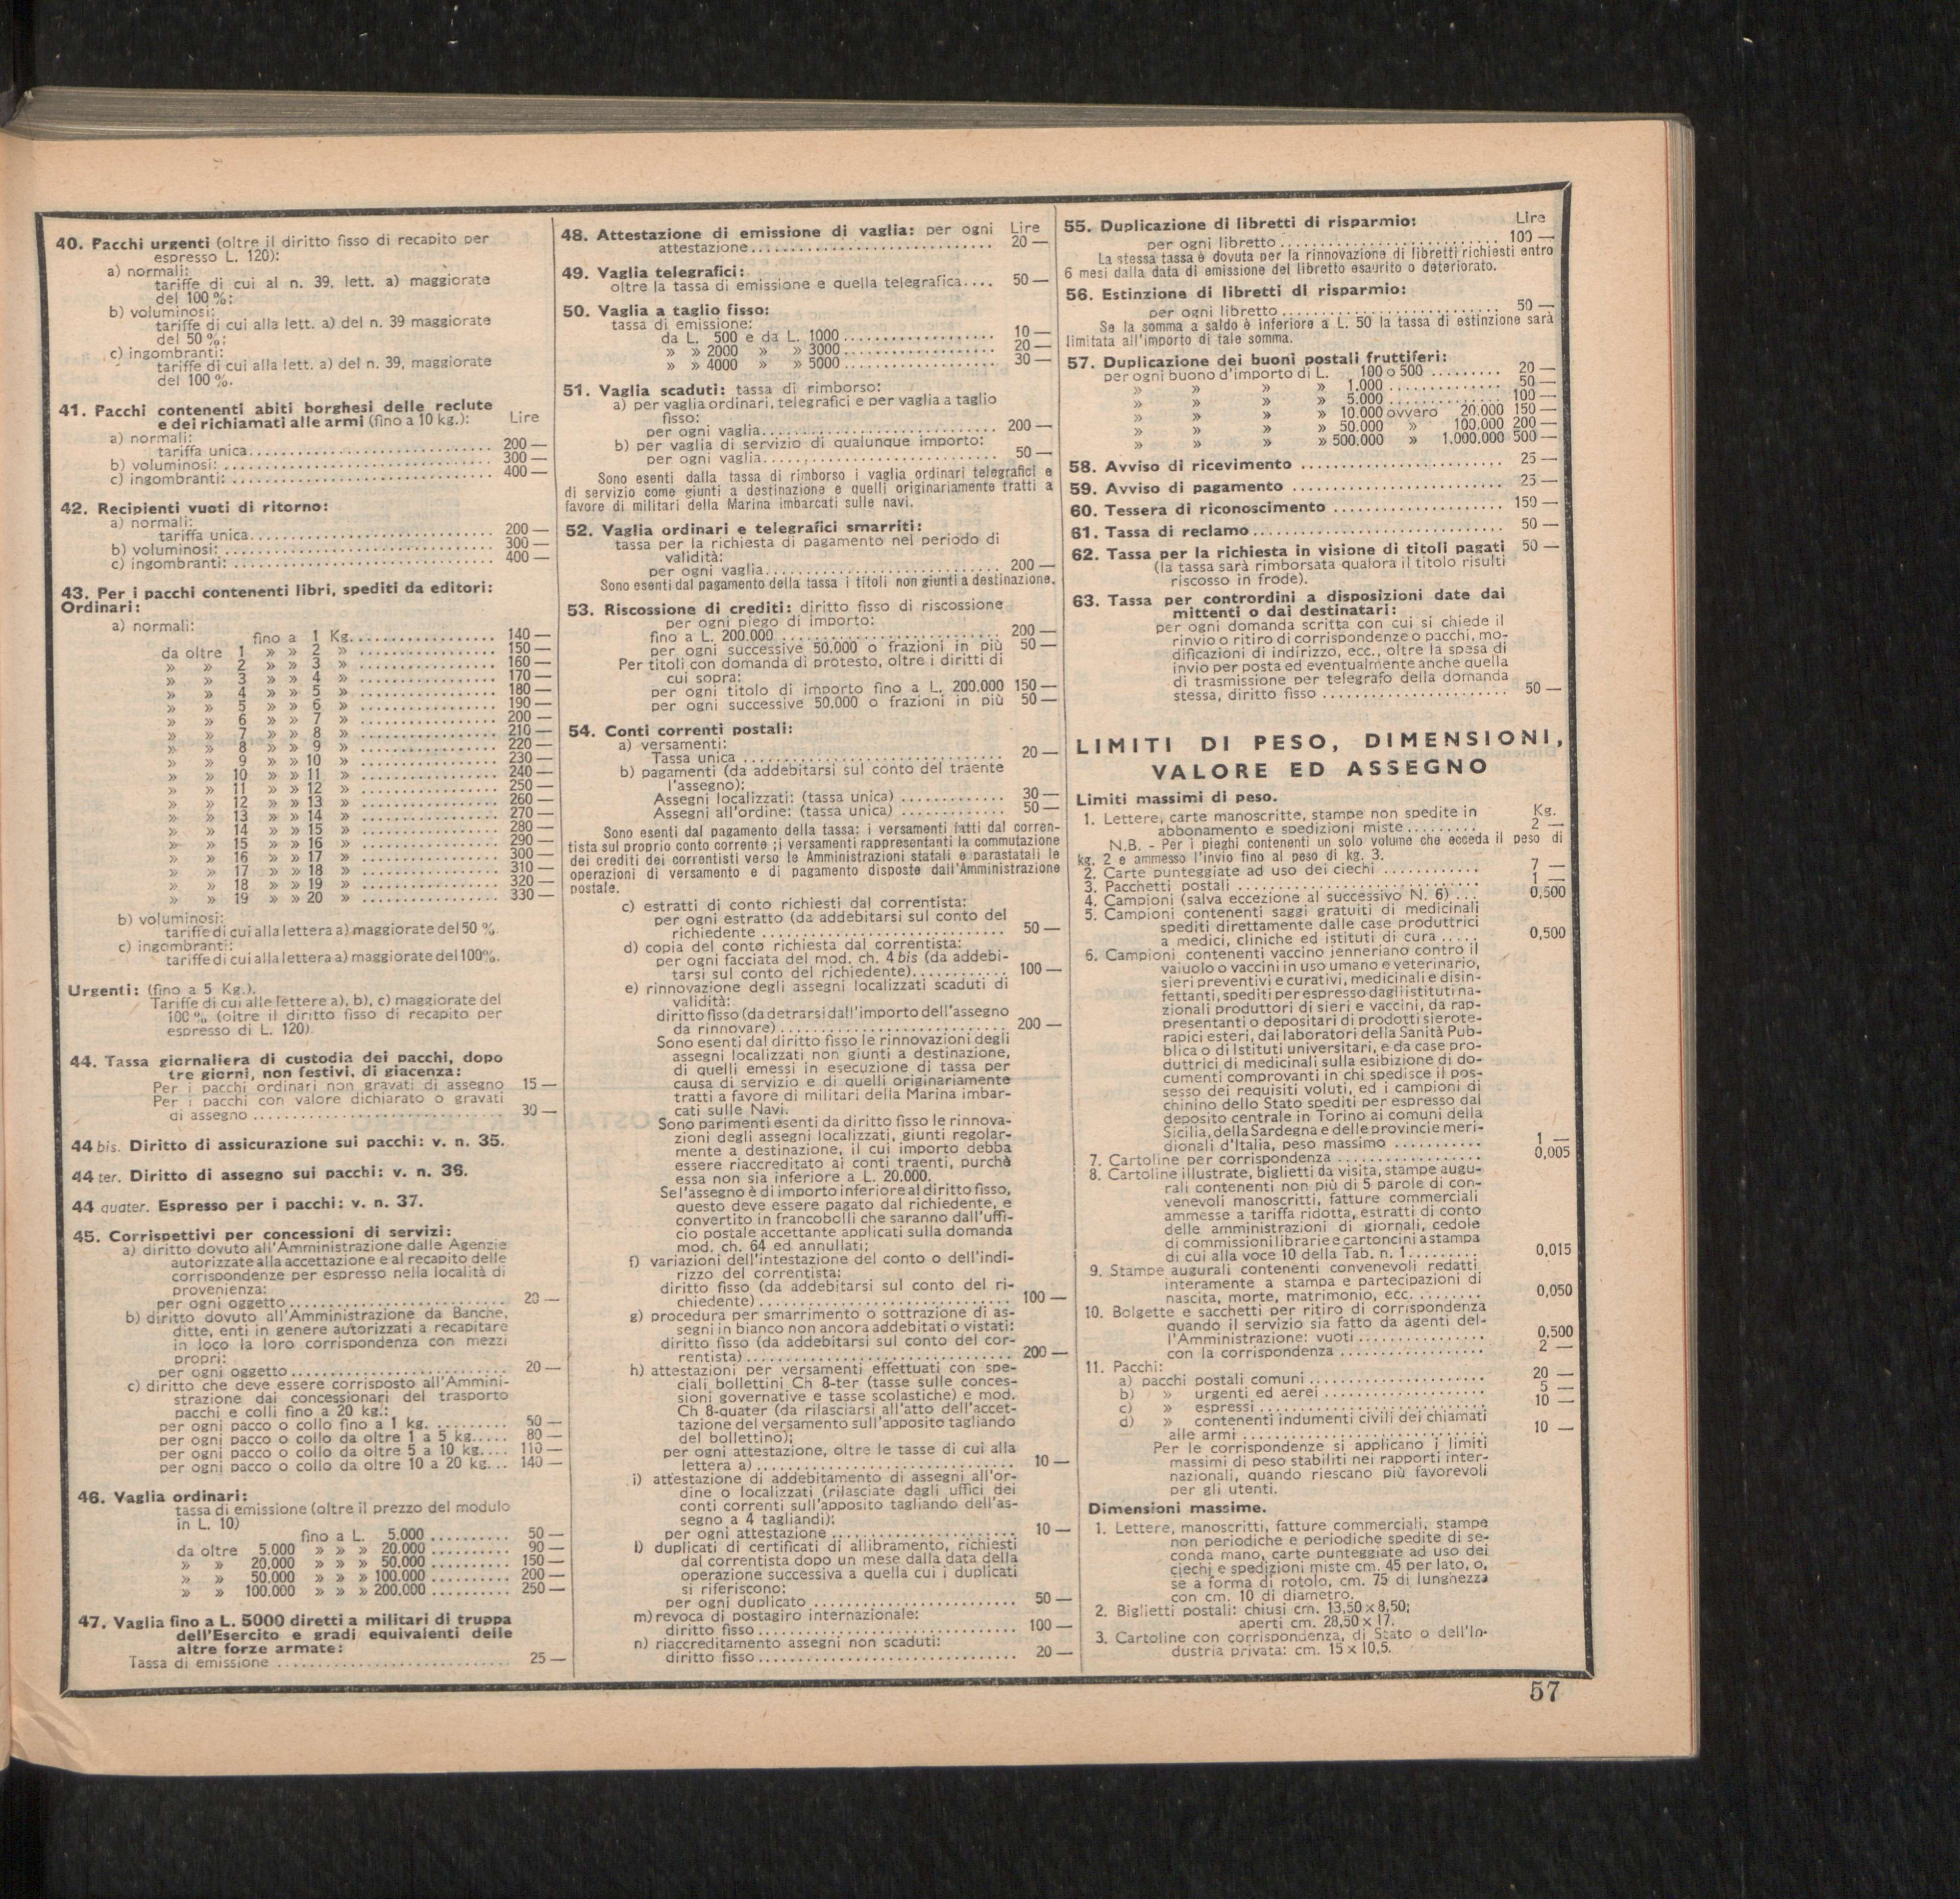 40. Pacchi urgenti (oltre il diritto fisso di recapito per
espresso L. 120):
a) normali:
tariffe di cui al n. 39, lett. a) maggiorate
del 100 %;
b) voluminosi:
tariffe di cui alla lett. a) del n. 39 maggiorate
del 50 %;
c) ingombranti:
tariffe di cui alla lett. a) del n. 39, maggiorate
del 100 %.
41. Pacchi contenenti abiti borghesi delle reclute
e dei richiamati alle armi (fino a 10 kg.): Lire
a) normali:
tariffa unica.............................. 200 —
b) voluminosi: .............................. 300 —
c) ingombranti: .............................. 400 —
42. Recipienti vuoti di ritorno:
a) normali:
tariffa unica.............................. 200 —
b) voluminosi: .............................. 300 —
c) ingombranti: .............................. 400 —
43. Per i pacchi contenenti libri, spediti da editori:
Ordinari:
a) normali:
fino a 1 Kg.................. 140 —
da oltre 1 » » 2 » ................. 150 —
» » 2 » » 3 » ................. 160 —
» » 3 » » 4 » ................. 170 —
» » 4 » » 5 » ................. 180 —
» » 5 » » 6 » ................. 190 —
» » 6 » » 7 » ................. 200 —
» » 7 » » 8 » ................. 210 —
» » 8 » » 9 » ................. 220 —
» » 9 » » 10 » ................. 230 —
» » 10 » » 11 » ................. 240 —
» » 11 » » 12 » ................. 250 —
» » 12 » » 13 » ................. 260 —
» » 13 » » 14 » ................. 270 —
» » 14 » » 15 » ................. 280 —
» » 15 » » 16 » ................. 290 —
» » 16 » » 17 » ................. 300 —
» » 17 » » 18 » ................. 310 —
» » 18 » » 19 » ................. 320 —
» » 19 » » 20 » ................. 330 —
b) voluminosi:
tariffe di cui alla lettera a) maggiorate del 50 %.
c) ingombranti:
tariffe di cui alla lettera a) maggiorate del 100%.
Urgenti: (fino a 5 Kg.).
Tariffe di cui alle lettere a), b), c) maggiorate del
100 % (oltre il diritto fisso di recapito per
espresso di L. 120)
44. Tassa giornaliera di custodia dei pacchi, dopo
tre giorni, non festivi, di giacenza:
Per i pacchi ordinari non gravati di assegno 15 —
Per i pacchi con valore dichiarato o gravati
di assegno .............................. 30 —
44 bis. Diritto di assicurazione sui pacchi: v. n. 35.
44 ter. Diritto di assegno sui pacchi: v. n. 36.
44 quater. Espresso per i pacchi: v. n. 37.
45. Corrispettivi per concessioni di servizi:
a) diritto dovuto all'Amministrazione dalle Agenzie
autorizzate alla accettazione e al recapito delle
corrispondenze per espresso nella località di
provenienza:
per ogni oggetto.......................... 20 —
b) diritto dovuto all'Amministrazione da Banche,
ditte, enti in genere autorizzati a recapitare
in loco la loro corrispondenza con mezzi
propri:
per ogni oggetto.......................... 20 —
c) diritto che deve essere corrisposto all'Ammini-
strazione dai concessionari del trasporto
pacchi e colli fino a 20 kg.:
per ogni pacco o collo fino a 1 kg. ......... 50 —
per ogni pacco o collo da oltre 1 a 5 kg..... 80 —
per ogni pacco o collo da oltre 5 a 10 kg.... 110 —
per ogni pacco o collo da oltre 10 a 20 kg... 140 —
46. Vaglia ordinari:
tassa di emissione (oltre il prezzo del modulo
in L. 10)
fino a L. 5.000 .......... 50 —
da oltre 5.000 » » » 20.000 .......... 90 —
» » 20.000 » » » 50.000 .......... 150 —
» » 50.000 » » » 100.000 .......... 200 —
» » 100.000 » » » 200.000 .......... 250 —
47. Vaglia fino a L. 5000 diretti a militari di truppa
dell'Esercito e gradi equivalenti delle
altre forze armate:
Tassa di emissione ............................ 25 —
48. Attestazione di emissione di vaglia: per ogni Lire
attestazione.............................. 20 —
49. Vaglia telegrafici:
oltre la tassa di emissione e quella telegrafica.... 50 —
50. Vaglia a taglio fisso:
tassa di emissione:
da L. 500 e da L. 1000.................. 10 —
» » 2000 » » 3000.................. 20 —
» » 4000 » » 5000.................. 30 —
51. Vaglia scaduti: tassa di rimborso:
a) per vaglia ordinari, telegrafici e per vaglia a taglio
fisso:
per ogni vaglia............................ 200 —
b) per vaglia di servizio di qualunque importo:
per ogni vaglia............................ 50 —
Sono esenti dalla tassa di rimborso i vaglia ordinari telegrafici e
di servizio come giunti a destinazione e quelli originariamente tratti a
favore di militari della Marina imbarcati sulle navi.
52. Vaglia ordinari e telegrafici smarriti:
tassa per la richiesta di pagamento nel periodo di
validità:
per ogni vaglia............................ 200 —
Sono esenti dal pagamento della tassa i titoli non giunti a destinazione.
53. Riscossione di crediti: diritto fisso di riscossione
per ogni piego di importo:
fino a L. 200.000 .......................... 200 —
per ogni successive 50.000 o frazioni in più 50 —
Per titoli con domanda di protesto, oltre i diritti di
cui sopra:
per ogni titolo di importo fino a L. 200.000 150 —
per ogni successive 50.000 o frazioni in più 50 —
54. Conti correnti postali:
a) versamenti:
Tassa unica .............................. 20 —
b) pagamenti (da addebitarsi sul conto del traente
l'assegno):
Assegni localizzati: (tassa unica) ............. 30 —
Assegni all'ordine: (tassa unica) ............. 50 —
Sono esenti dal pagamento della tassa: i versamenti fatti dal corren-
tista sul proprio conto corrente ;i versamenti rappresentanti la commutazione
dei crediti dei correntisti verso le Amministrazioni statali e parastatali le
operazioni di versamento e di pagamento disposte dall'Amministrazione
postale.
c) estratti di conto richiesti dal correntista:
per ogni estratto (da addebitarsi sul conto del
richiedente ............................. 50 —
d) copia del conto richiesta dal correntista:
per ogni facciata del mod. ch. 4 bis (da addebi-
tarsi sul conto del richiedente)............ 100 —
e) rinnovazione degli assegni localizzati scaduti di
validità:
diritto fisso (da detrarsi dall'importo dell'assegno
da rinnovare) ........................... 200 —
Sono esenti dal diritto fisso le rinnovazioni degli
assegni localizzati non giunti a destinazione,
di quelli emessi in esecuzione di tassa per
causa di servizio e di quelli originariamente
tratti a favore di militari della Marina imbar-
cati sulle Navi.
Sono parimenti esenti da diritto fisso le rinnova-
zioni degli assegni localizzati, giunti regolar-
mente a destinazione, il cui importo debba
essere riaccreditato ai conti traenti, purchè
essa non sia inferiore a L. 20.000.
Se l'assegno è di importo inferiore al diritto fisso,
questo deve essere pagato dal richiedente, e
convertito in francobolli che saranno dall'uffi-
cio postale accettante applicati sulla domanda
mod. ch. 64 ed annullati;
f) variazioni dell'intestazione del conto o dell'indi-
rizzo del correntista:
diritto fisso (da addebitarsi sul conto del ri-
chiedente).............................. 100 —
g) procedura per smarrimento o sottrazione di as-
segni in bianco non ancora addebitati o vistati:
diritto fisso (da addebitarsi sul conto del cor-
rentista)................................ 200 —
h) attestazioni per versamenti effettuati con spe-
ciali bollettini Ch 8-ter (tasse sulle conces-
sioni governative e tasse scolastiche) e mod.
Ch 8-quater (da rilasciarsi all'atto dell'accet-
tazione del versamento sull'apposito tagliando
del bollettino);
per ogni attestazione, oltre le tasse di cui alla
lettera a)............................... 10 —
i) attestazione di addebitamento di assegni all'or-
dine o localizzati (rilasciate dagli uffici dei
conti correnti sull'apposito tagliando dell'as-
segno a 4 tagliandi):
per ogni attestazione ...................... 10 —
l) duplicati di certificati di allibramento, richiesti
dal correntista dopo un mese dalla data della
operazione successiva a quella cui i duplicati
si riferiscono:
per ogni duplicato ........................ 50 —
m) revoca di postagiro internazionale:
diritto fisso............................... 100 —
n) riaccreditamento assegni non scaduti:
diritto fisso............................... 20 —
55. Duplicazione di libretti di risparmio: Lire
per ogni libretto .......................... 100 —
La stessa tassa è dovuta per la rinnovazione di libretti richiesti entro
6 mesi dalla data di emissione del libretto esaurito o deteriorato.
56. Estinzione di libretti di risparmio:
per ogni libretto .......................... 50 —
Se la somma a saldo è inferiore a L. 50 la tassa di estinzione sarà
limitata all'importo di tale somma.
57. Duplicazione dei buoni postali fruttiferi:
per ogni buono d'importo di L. 100 o 500 ......... 20 —
» » » » 1.000 ............. 50 —
» » » » 5.000 ............. 100 —
» » » » 10.000 ovvero 20.000 150 —
» » » » 50.000 » 100.000 200 —
» » » » 500.000 » 1.000.000 500 —
58. Avviso di ricevimento ........................ 25 —
59. Avviso di pagamento ......................... 25 —
60. Tessera di riconoscimento .................... 150 —
61. Tassa di reclamo.............................. 50 —
62. Tassa per la richiesta in visione di titoli pagati 50 —
(la tassa sarà rimborsata qualora il titolo risulti
riscosso in frode).
63. Tassa per contrordini a disposizioni date dai
mittenti o dai destinatari:
per ogni domanda scritta con cui si chiede il
rinvio o ritiro di corrispondenze o pacchi, mo-
dificazioni di indirizzo, ecc., oltre la spesa di
invio per posta ed eventualmente anche quella
di trasmissione per telegrafo della domanda
stessa, diritto fisso ...................... 50 —
LIMITI DI PESO, DIMENSIONI,
VALORE ED ASSEGNO
Limiti massimi di peso.
1. Lettere, carte manoscritte, stampe non spedite in Kg.
abbonamento e spedizioni miste ......... 2 —
N.B. - Per i pieghi contenenti un solo volume che ecceda il peso di
kg. 2 e ammesso l'invio fino al peso di kg. 3.
2. Carte punteggiate ad uso dei ciechi ............ 7 —
3. Pacchetti postali ............................. 1 —
4. Campioni (salva eccezione al successivo N. 6) ... 0,500
5. Campioni contenenti saggi gratuiti di medicinali
spediti direttamente dalle case produttrici
a medici, cliniche ed istituti di cura ..... 0,500
6. Campioni contenenti vaccino jenneriano contro il
vaiuolo o vaccini in uso umano e veterinario,
sieri preventivi e curativi, medicinali e disin-
fettanti, spediti per espresso dagli istituti na-
zionali produttori di sieri e vaccini, da rap-
presentanti o depositari di prodotti sierote-
rapici esteri, dai laboratori della Sanità Pub-
blica o di Istituti universitari, e da case pro-
duttrici di medicinali sulla esibizione di do-
cumenti comprovanti in chi spedisce il pos-
sesso dei requisiti voluti, ed i campioni di
chinino dello Stato spediti per espresso dal
deposito centrale in Torino ai comuni della
Sicilia, della Sardegna e delle provincie meri-
dionali d'Italia, peso massimo ........... 1 —
7. Cartoline per corrispondenza .................. 0,005
8. Cartoline illustrate, biglietti da visita, stampe augu-
rali contenenti non più di 5 parole di con-
venevoli manoscritti, fatture commerciali
ammesse a tariffa ridotta, estratti di conto
delle amministrazioni di giornali, cedole
di commissioni librarie e cartoncini a stampa
di cui alla voce 10 della Tab. n. 1......... 0,015
9. Stampe augurali contenenti convenevoli redatti
interamente a stampa e partecipazioni di
nascita, morte, matrimonio, ecc. ......... 0,050
10. Bolgette e sacchetti per ritiro di corrispondenza
quando il servizio sia fatto da agenti del-
l'Amministrazione: vuoti ................ 0,500
con la corrispondenza ................. 2 —
11. Pacchi:
a) pacchi postali comuni ..................... 20 —
b) » urgenti ed aerei ................... 5 —
c) » espressi........................... 10 —
d) » contenenti indumenti civili dei chiamati
alle armi ............................. 10 —
Per le corrispondenze si applicano i limiti
massimi di peso stabiliti nei rapporti inter-
nazionali, quando riescano più favorevoli
per gli utenti.
Dimensioni massime.
1. Lettere, manoscritti, fatture commerciali, stampe
non periodiche e periodiche spedite di se-
conda mano, carte punteggiate ad uso dei
ciechi e spedizioni miste cm. 45 per lato, o,
se a forma di rotolo, cm. 75 di lunghezza
con cm. 10 di diametro.
2. Biglietti postali: chiusi cm. 13,50 x 8,50;
aperti cm. 28,50 x 17.
3. Cartoline con corrispondenza, di Stato o dell'In-
dustria privata: cm. 15 x 10,5.
57